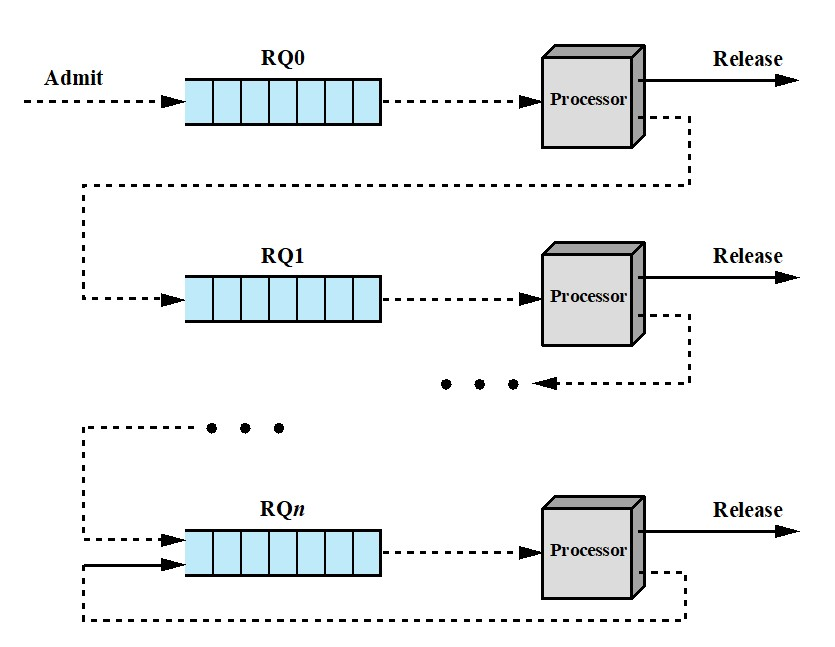 RQ0
Admit
Processor
Release
RQ1
Processor
Release
RQn
Processor
Release